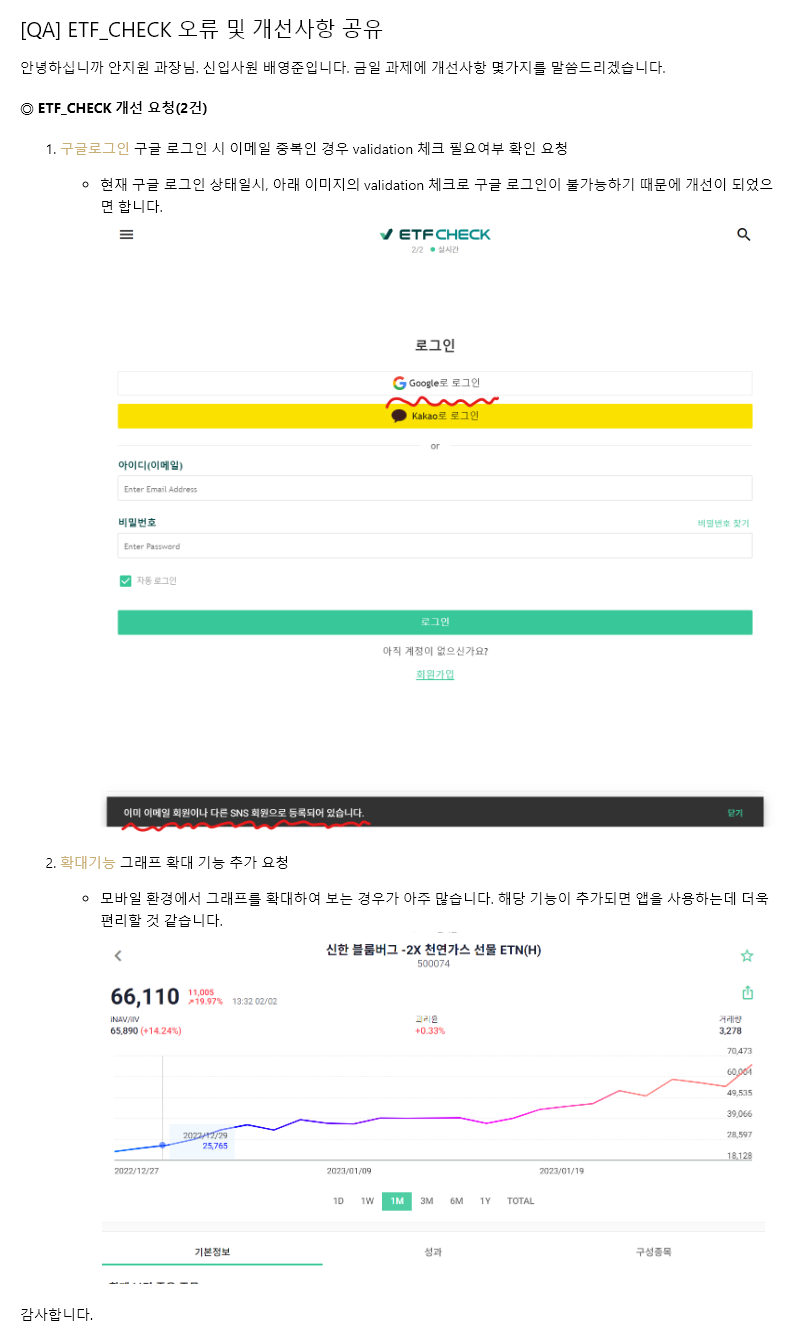 [QA] ETF_CHECK 오류 및 개선사항 공유
안녕하십니까 안지원 과장님. 신입사원 배영준입니다. 금일 과제에 개선사항 몇가지를 말씀드리겠습니다.
◎ ETF_CHECK 개선 요청(2건)
1. 구글로그인 구글 로그인 시 이메일 중복인 경우 validation 체크 필요여부 확인 요청
현재 구글 로그인 상태일시, 아래 이미지의 validation 체크로 구글 로그인이 불가능하기 때문에 개선이 되었으
면 합니다.
ETF CHECK
2/2 ● 실시간
로그인
Google로 로그인
Kakao로 로그인
or
아이디(이메일)
Enter Email Address
비밀번호 비밀번호 찾기
Enter Password
자동 로그인
로그인
아직 계정이 없으신가요?
회원가입
이미 이메일 회원이나 다른 SNS 회원으로 등록되어 있습니다. 닫기
2. 확대기능 그래프 확대 기능 추가 요청
모바일 환경에서 그래프를 확대하여 보는 경우가 아주 많습니다. 해당 기능이 추가되면 앱을 사용하는데 더욱
편리할 것 같습니다.
신한 블룸버그 -2X 천연가스 선물 ETN(H)
500074
66,110 11,005
↗19.97% 13:32 02/02
iNAV/IIV 괴리율 거래량
65,890 (+14.24%) +0.33% 3,278
70,473
60,004
49,535
39,066
28,597
18,128
2022/12/29
25,765
2022/12/27 2023/01/09 2023/01/19
1D 1W 1M 3M 6M 1Y TOTAL
기본정보 성과 구성종목
감사합니다.